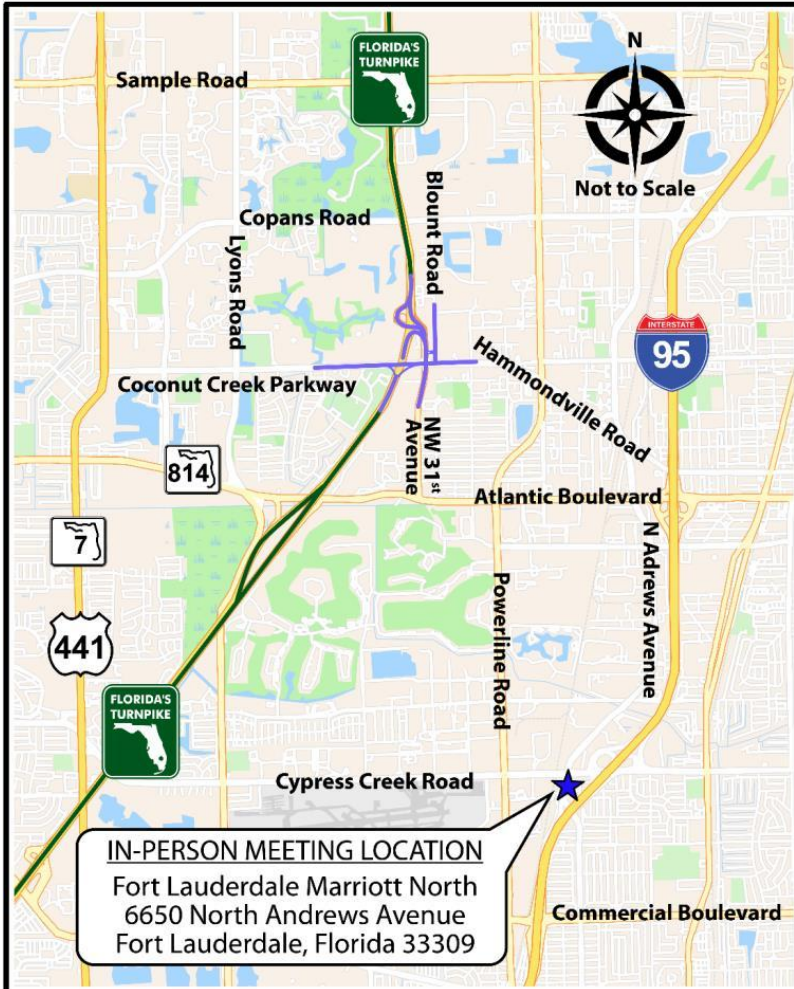 FLORIDA'S
TURNPIKE
N
Sample Road
Not to Scale
Blount Road
Copans Road
Lyons Road
INTERSTATE
95
Hammondville Road
Coconut Creek Parkway
NW 31st
Avenue
814
Atlantic Boulevard
7
N Adrews Avenue
Powerline Road
441
FLORIDA'S
TURNPIKE
Cypress Creek Road
IN-PERSON MEETING LOCATION
Fort Lauderdale Marriott North
6650 North Andrews Avenue
Fort Lauderdale, Florida 33309
Commercial Boulevard